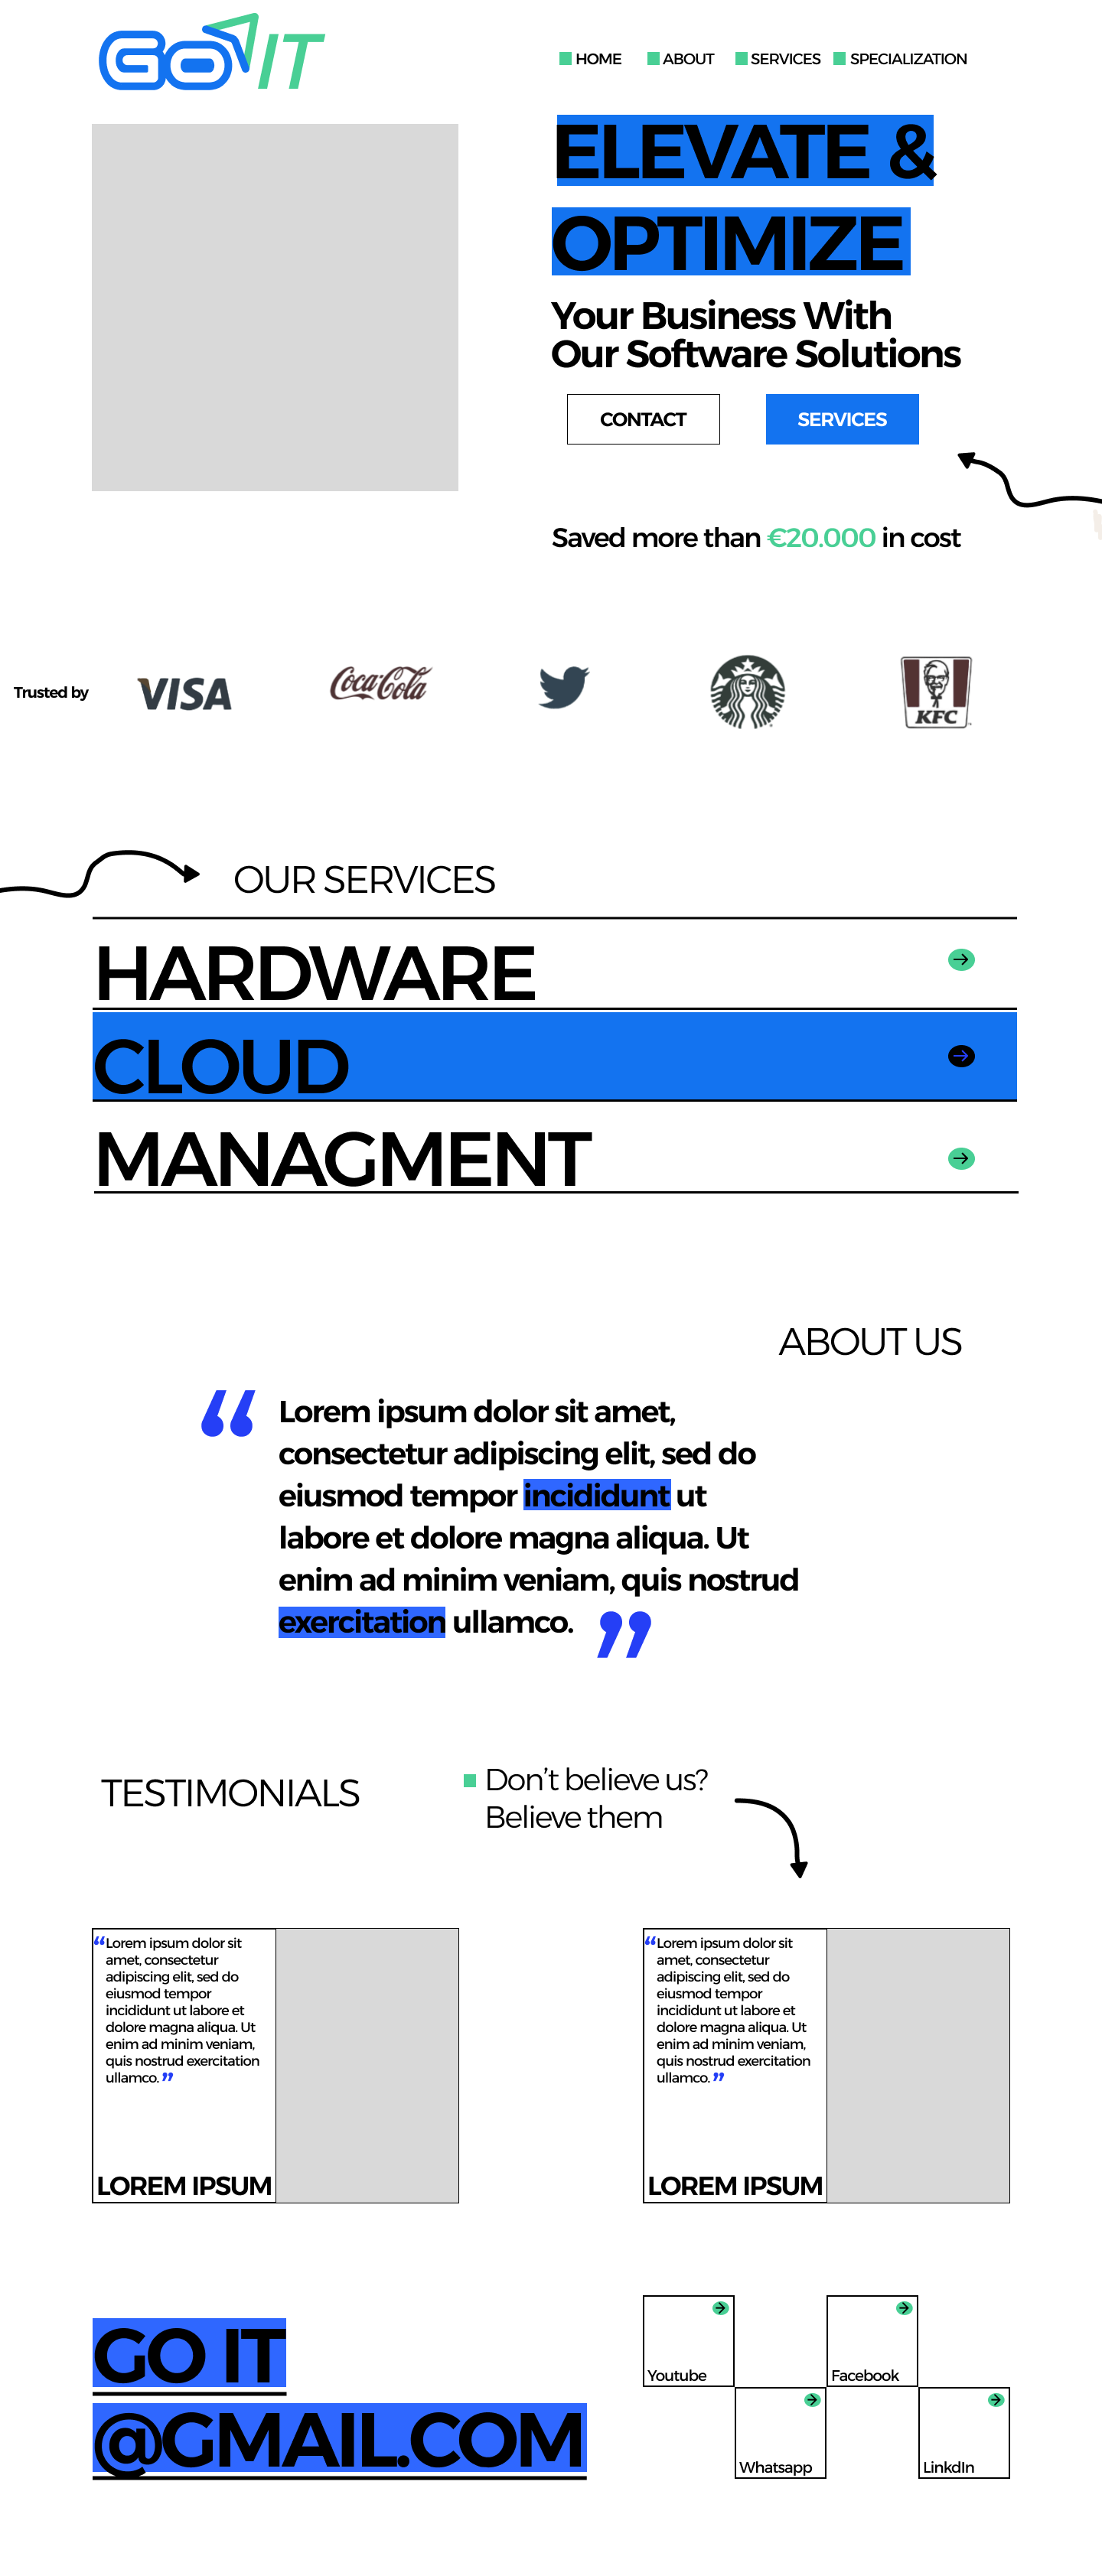 GO IT
HOME ABOUT SERVICES SPECIALIZATION
ELEVATE &
OPTIMIZE
Your Business With
Our Software Solutions
CONTACT SERVICES
Saved more than €20.000 in cost
Trusted by VISA Coca-Cola KFC
OUR SERVICES
HARDWARE
CLOUD
MANAGMENT
ABOUT US
“ Lorem ipsum dolor sit amet,
consectetur adipiscing elit, sed do
eiusmod tempor incididunt ut
labore et dolore magna aliqua. Ut
enim ad minim veniam, quis nostrud
exercitation ullamco. ”
TESTIMONIALS
Don’t believe us?
Believe them
“Lorem ipsum dolor sit
amet, consectetur
adipiscing elit, sed do
eiusmod tempor
incididunt ut labore et
dolore magna aliqua. Ut
enim ad minim veniam,
quis nostrud exercitation
ullamco. ”
LOREM IPSUM
“Lorem ipsum dolor sit
amet, consectetur
adipiscing elit, sed do
eiusmod tempor
incididunt ut labore et
dolore magna aliqua. Ut
enim ad minim veniam,
quis nostrud exercitation
ullamco. ”
LOREM IPSUM
GO IT
@GMAIL.COM
Youtube
Facebook
Whatsapp
LinkdIn